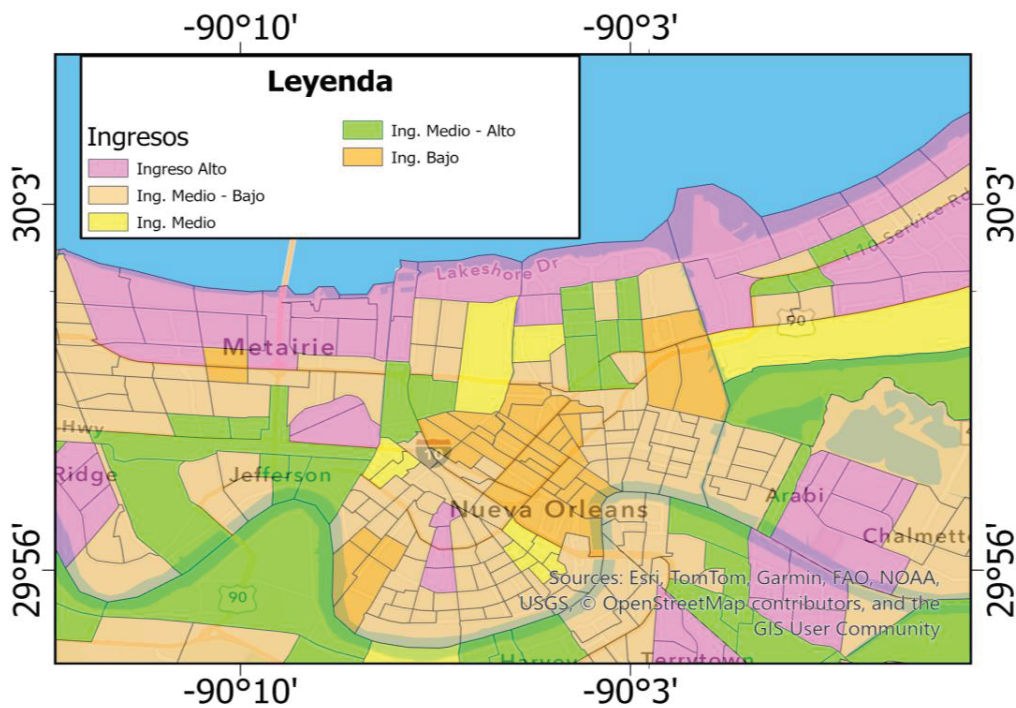 -90°10' -90°3'
Leyenda
Ingresos
Ingreso Alto
Ing. Medio - Bajo
Ing. Medio
Ing. Medio - Alto
Ing. Bajo
30°3' 30°3'
Lakeshore Dr
I-10 Service Rd
90
Metairie
Hwy
10
Ridge Jefferson
Nueva Orleans
Arabi
Chalmette
29°56' 29°56'
90
Sources: Esri, TomTom, Garmin, FAO, NOAA,
USGS, © OpenStreetMap contributors, and the
GIS User Community
Harvey Terrytown
-90°10' -90°3'